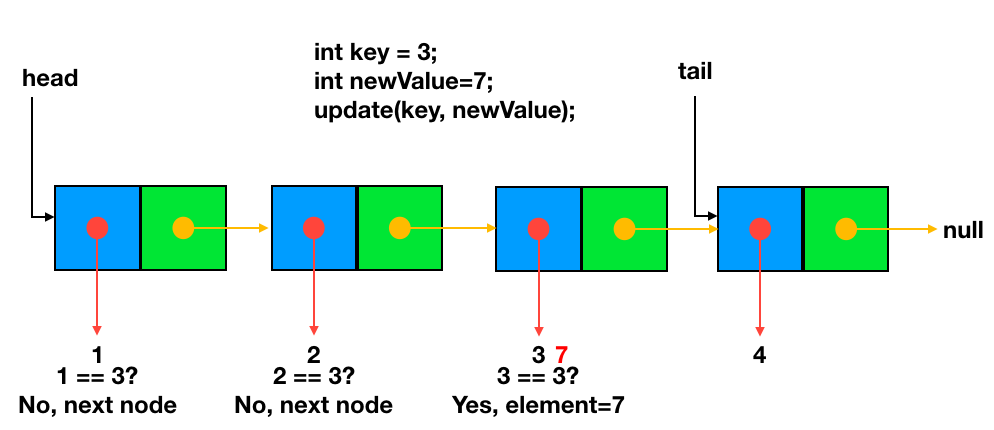 int key = 3;
int newValue=7;
update(key, newValue);
head
tail
null
1
2
3 7
4
1 == 3?
2 == 3?
3 == 3?
No, next node
No, next node
Yes, element=7